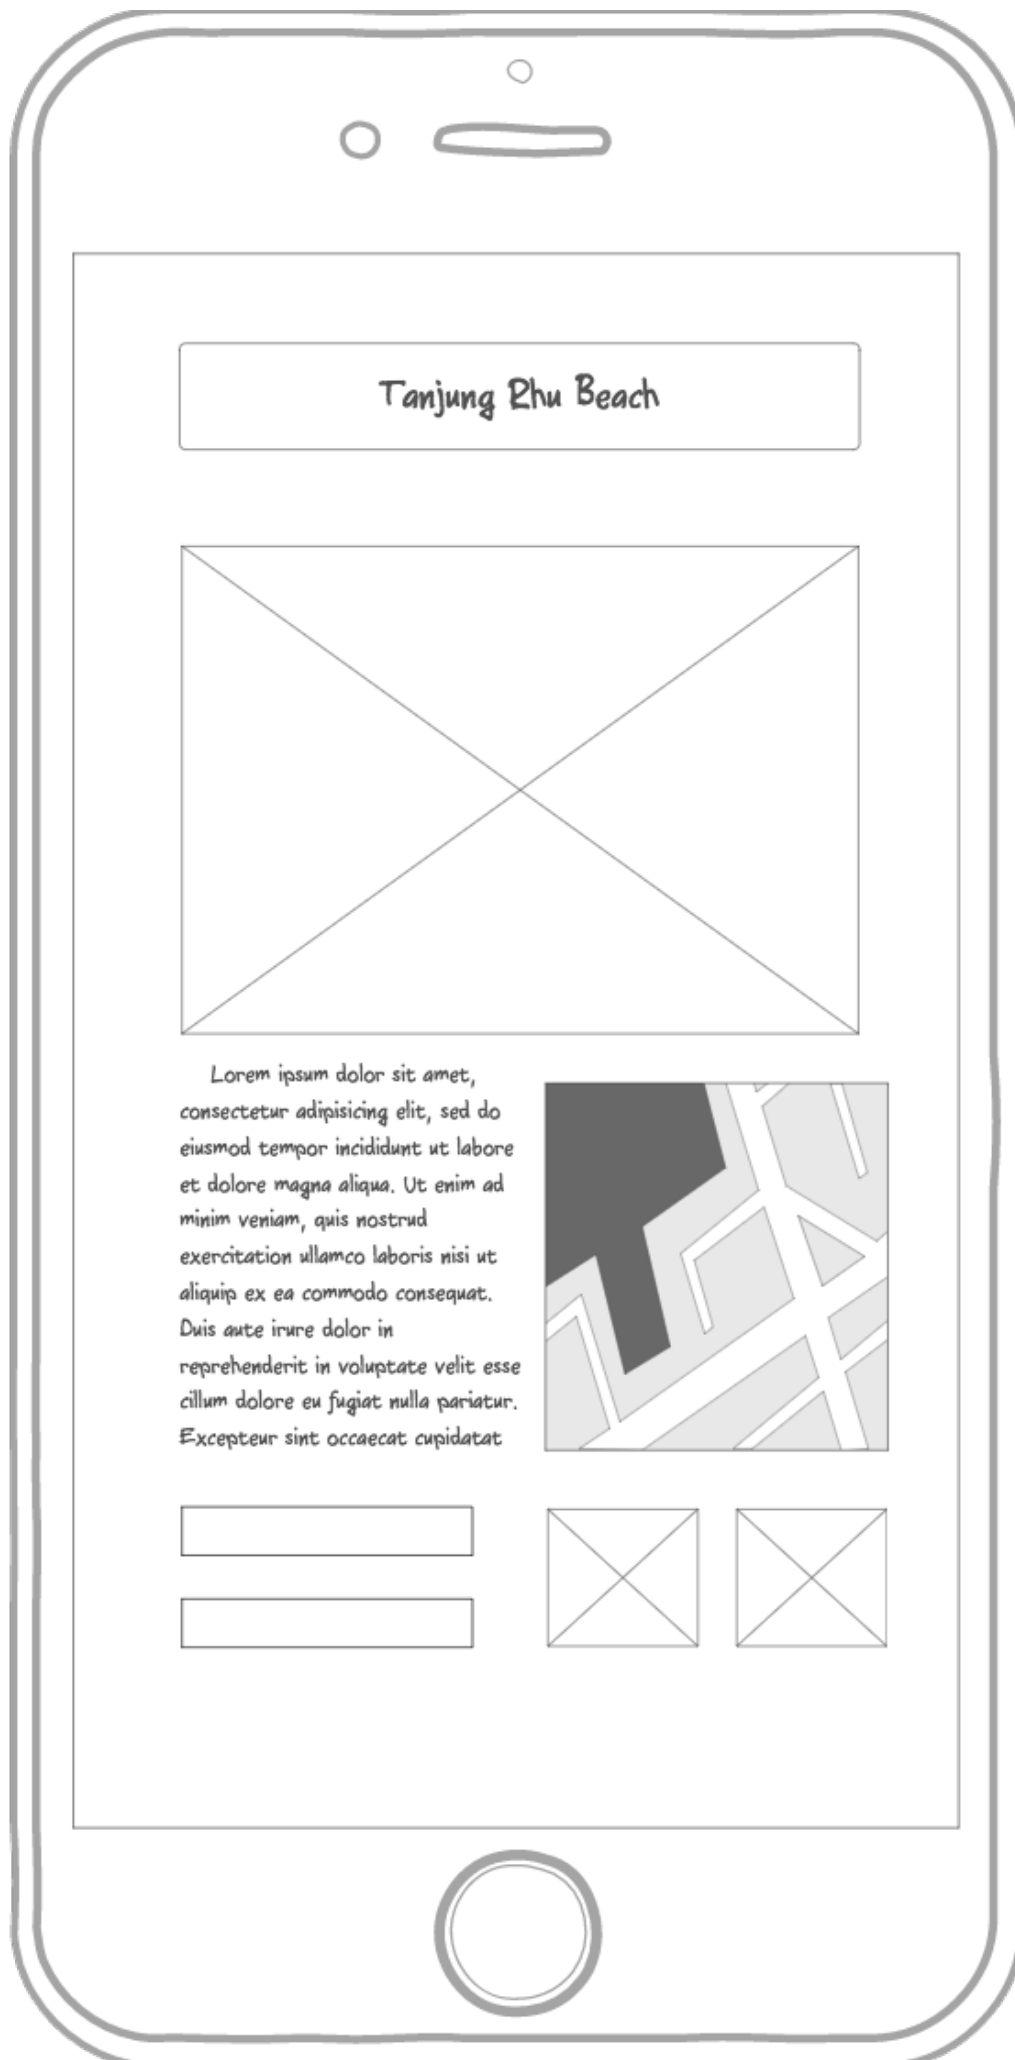 Tanjung Rhu Beach
Lorem ipsum dolor sit amet,
consectetur adipisicing elit, sed do
eiusmod tempor incididunt ut labore
et dolore magna aliqua. Ut enim ad
minim veniam, quis nostrud
exercitation ullamco laboris nisi ut
aliquip ex ea commodo consequat.
Duis aute irure dolor in
reprehenderit in voluptate velit esse
cillum dolore eu fugiat nulla pariatur.
Excepteur sint occaecat cupidatat